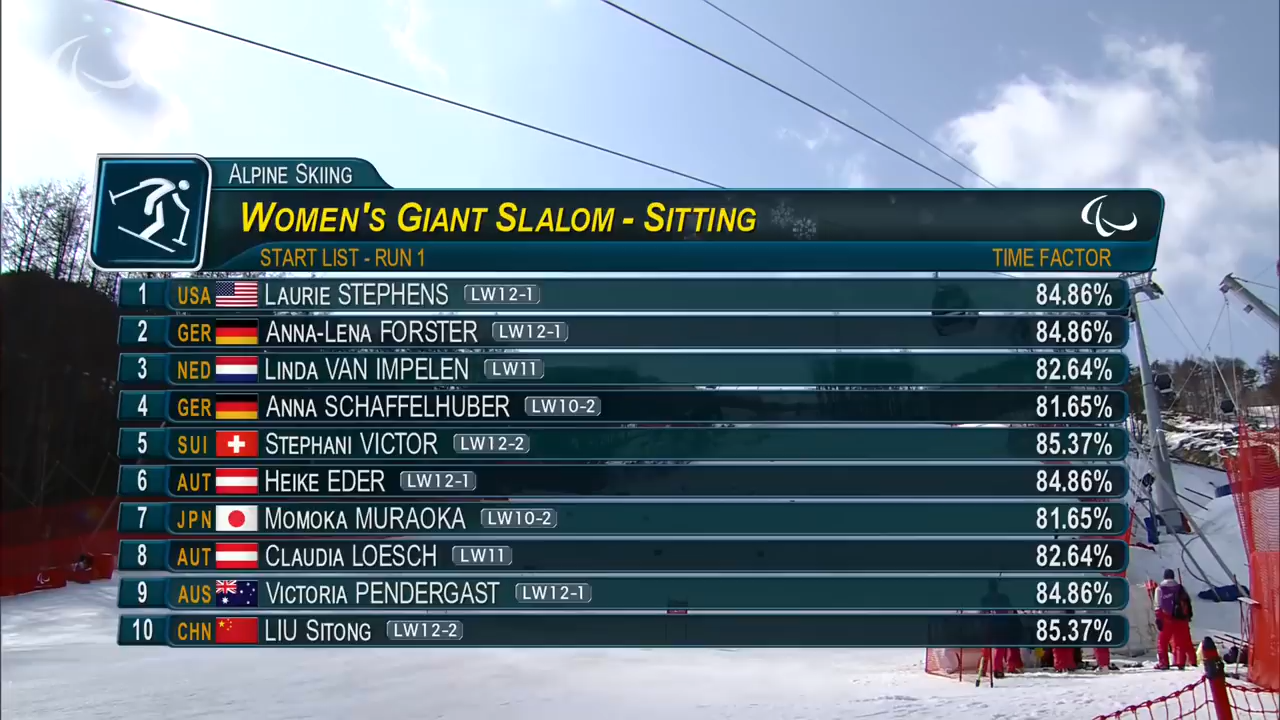 Alpine Skiing
Women's Giant Slalom - Sitting
START LIST - RUN 1 TIME FACTOR
1 USA Laurie STEPHENS LW12-1 84.86%
2 GER Anna-Lena FORSTER LW12-1 84.86%
3 NED Linda VAN IMPELEN LW11 82.64%
4 GER Anna SCHAFFELHUBER LW10-2 81.65%
5 SUI Stephani VICTOR LW12-2 85.37%
6 AUT Heike EDER LW12-1 84.86%
7 JPN Momoka MURAOKA LW10-2 81.65%
8 AUT Claudia LOESCH LW11 82.64%
9 AUS Victoria PENDERGAST LW12-1 84.86%
10 CHN LIU Sitong LW12-2 85.37%